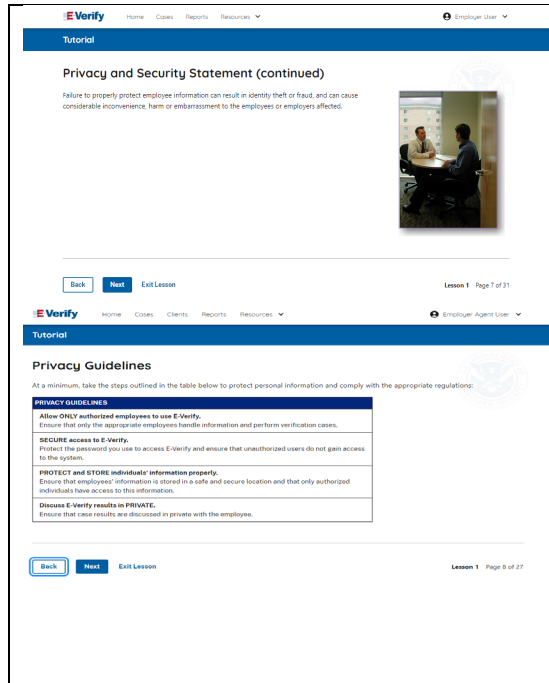 E-Verify Home Cases Reports Resources Employer User
Tutorial
Privacy and Security Statement (continued)
Failure to properly protect employee information can result in identity theft or fraud, and can cause
considerable inconvenience, harm or embarrassment to the employees or employers affected.
Back Next Exit Lesson Lesson 1 Page 7 of 31
E-Verify Home Cases Clients Reports Resources Employer Agent User
Tutorial
Privacy Guidelines
At a minimum, take the steps outlined in the table below to protect personal information and comply with the appropriate regulations:
PRIVACY GUIDELINES
Allow ONLY authorized employees to use E-Verify.
Ensure that only the appropriate employees handle information and perform verification cases.
SECURE access to E-Verify.
Protect the password you use to access E-Verify and ensure that unauthorized users do not gain access
to the system.
PROTECT and STORE individuals' information properly.
Ensure that employees' information is stored in a safe and secure location and that only authorized
individuals have access to this information.
Discuss E-Verify results in PRIVATE.
Ensure that case results are discussed in private with the employee.
Back Next Exit Lesson Lesson 1 Page 8 of 27